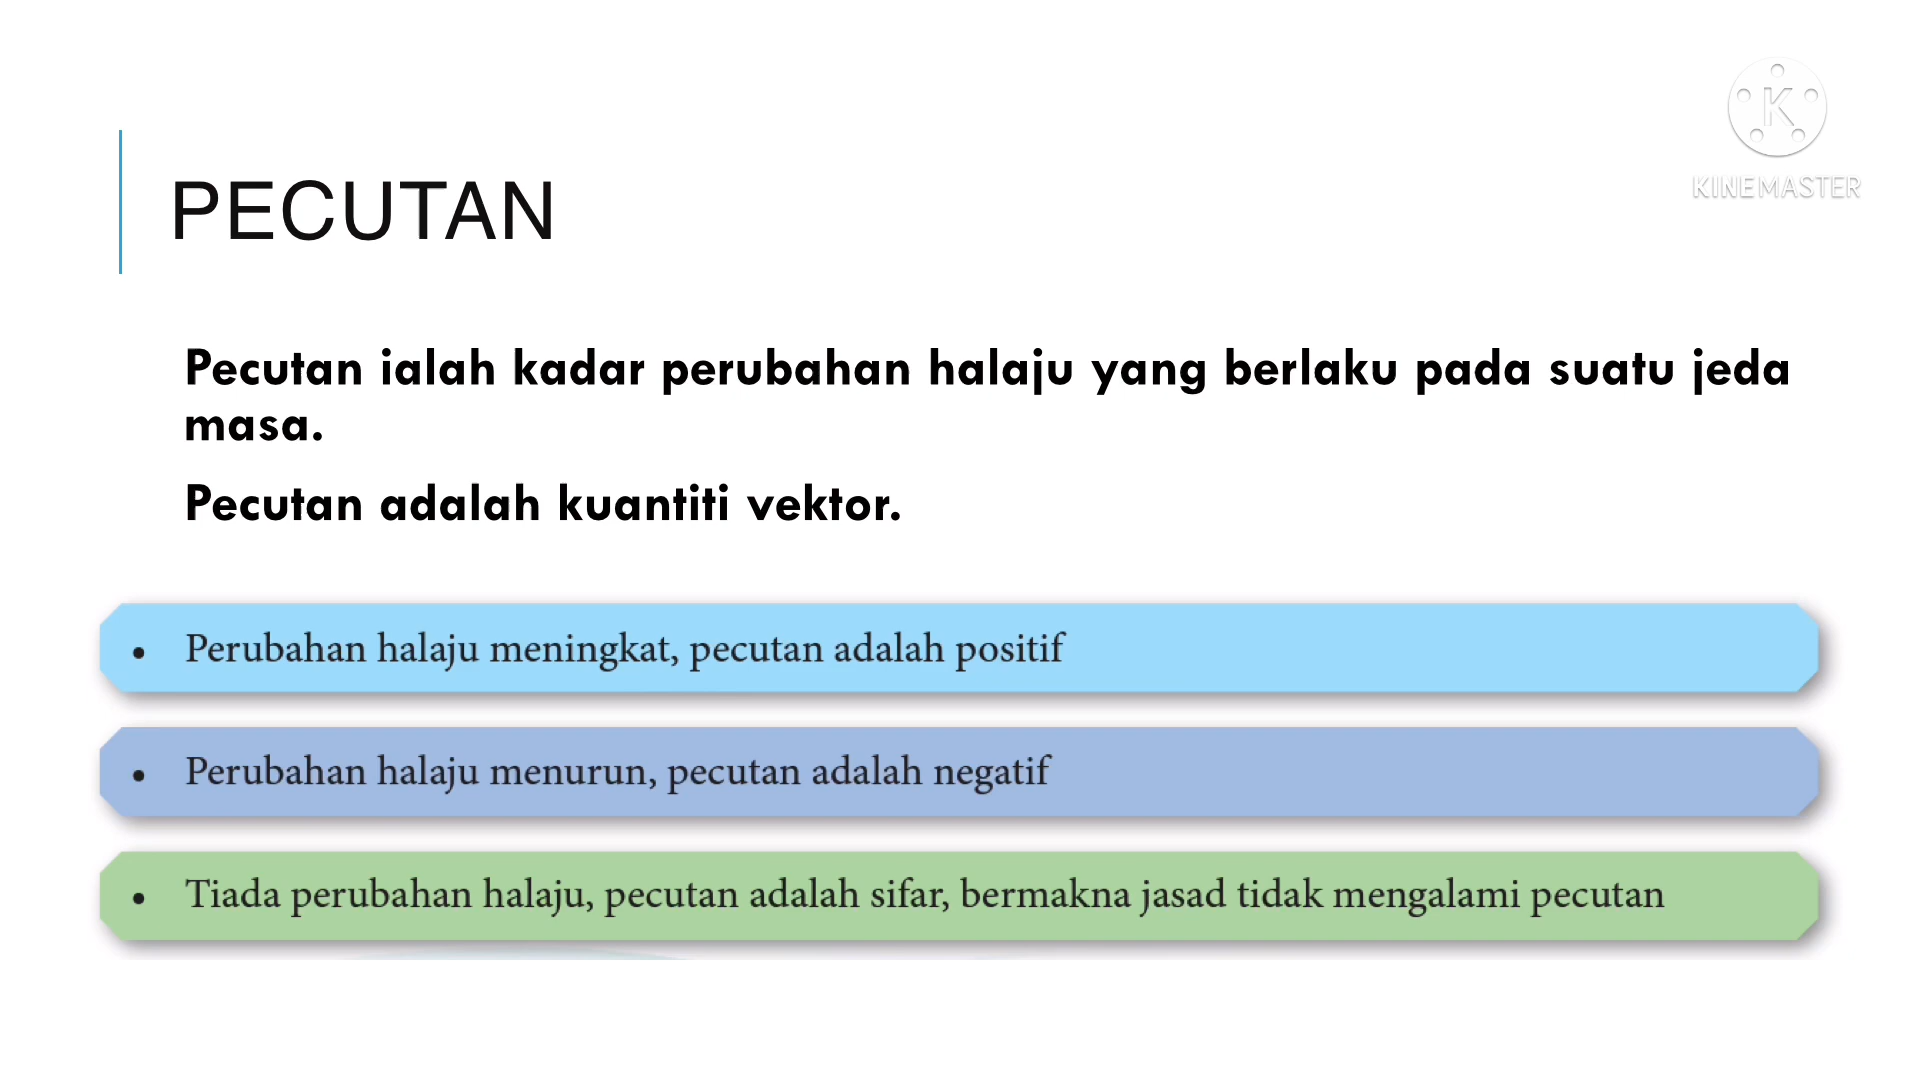 K
KINEMASTER
PECUTAN
Pecutan ialah kadar perubahan halaju yang berlaku pada suatu jeda
masa.
Pecutan adalah kuantiti vektor.
• Perubahan halaju meningkat, pecutan adalah positif
• Perubahan halaju menurun, pecutan adalah negatif
• Tiada perubahan halaju, pecutan adalah sifar, bermakna jasad tidak mengalami pecutan